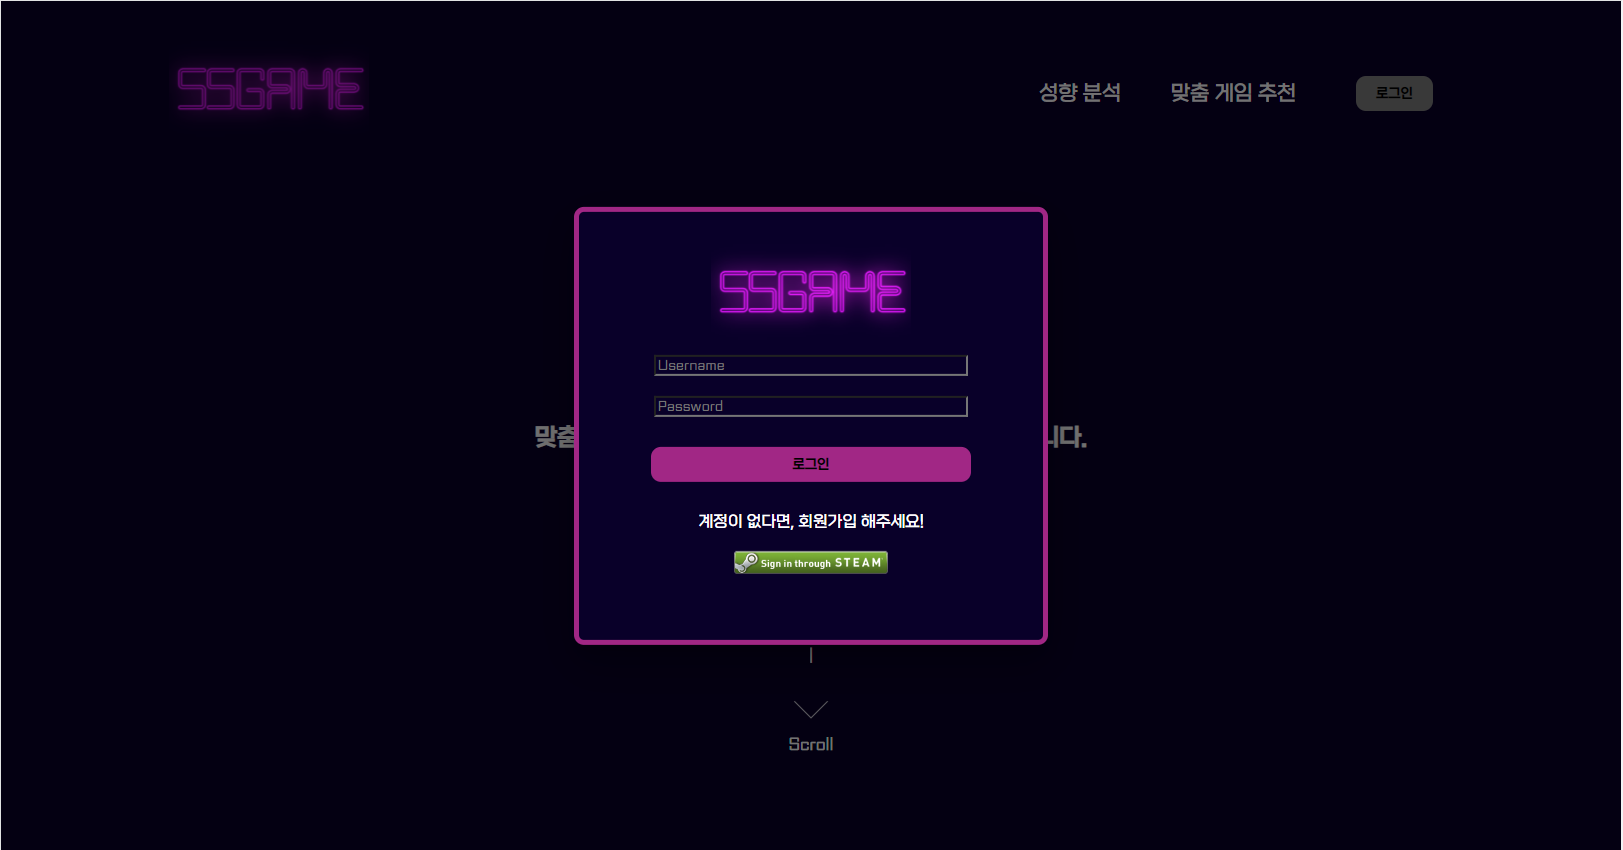 SSGAME
성향 분석
맞춤 게임 추천
로그인
SSGAME
Username
Password
맞춤
니다.
로그인
계정이 없다면, 회원가입 해주세요!
Sign in through STEAM
Scroll